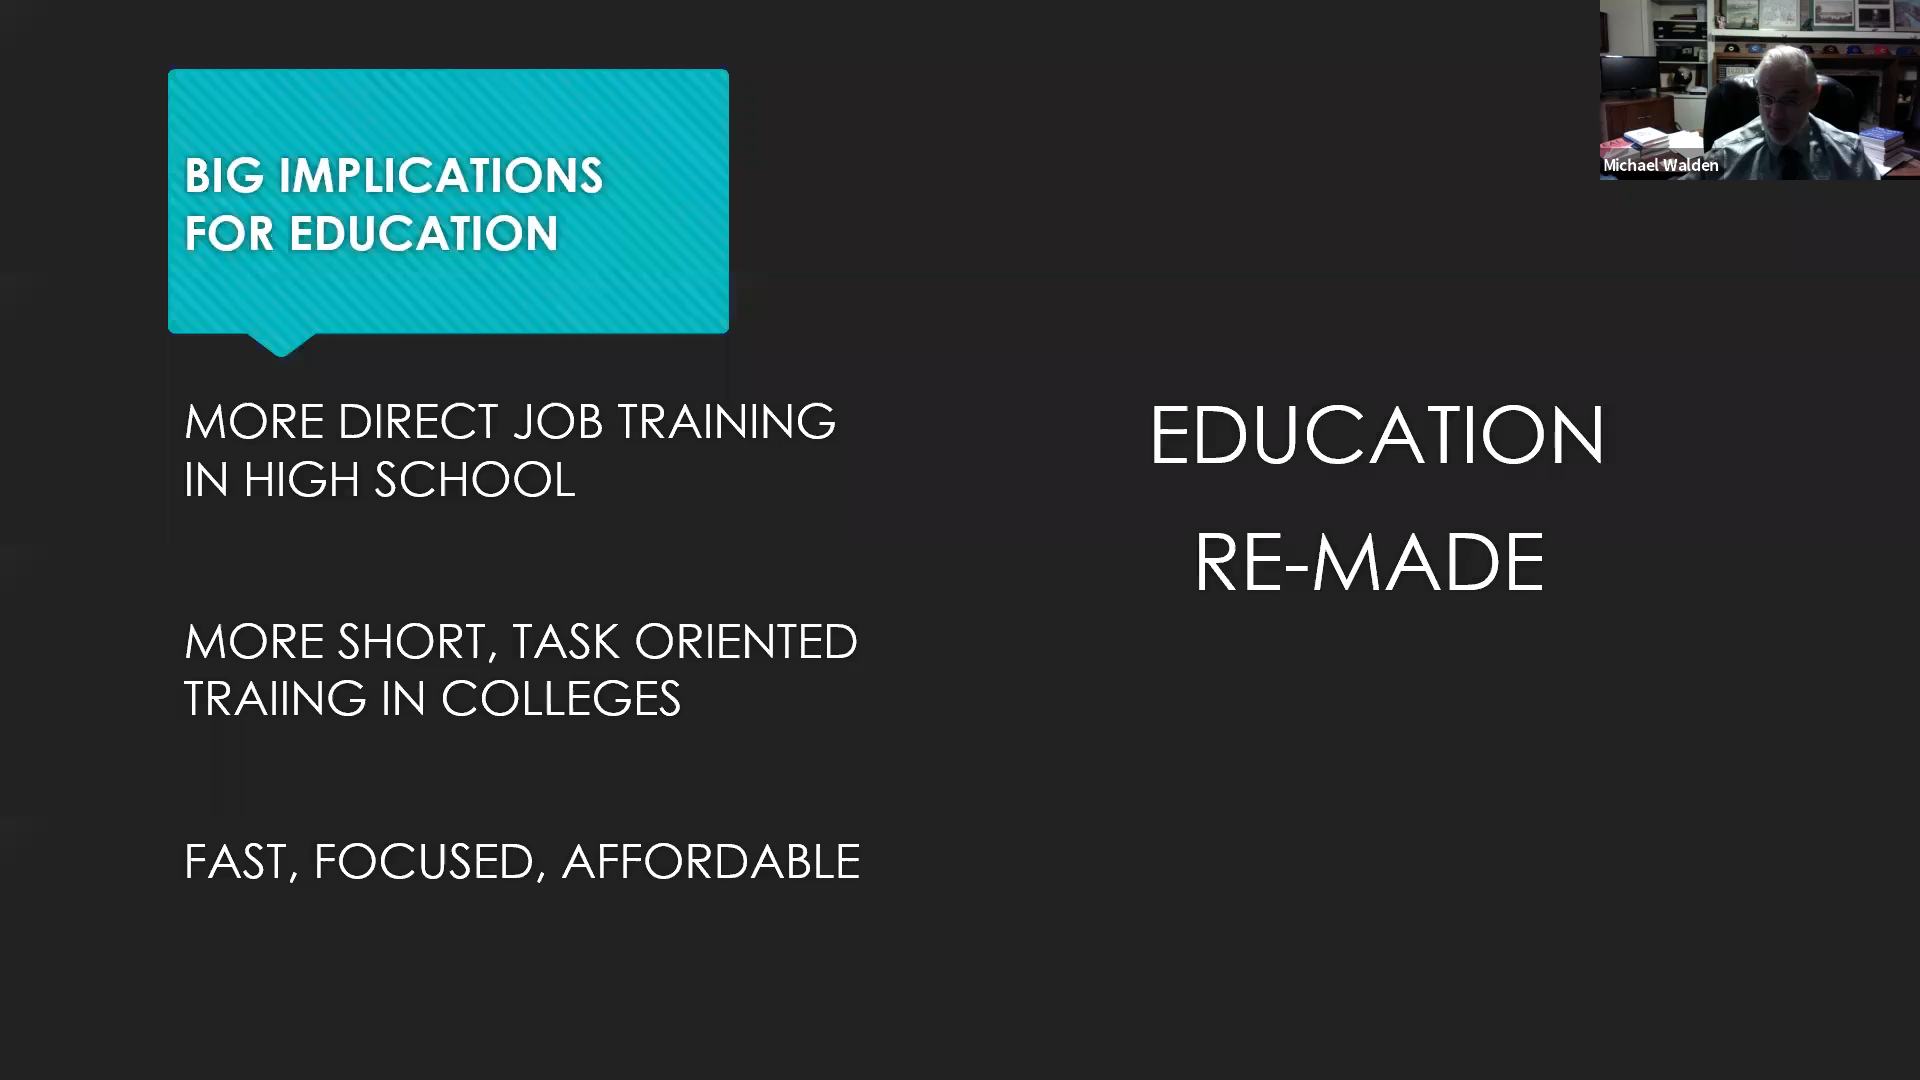 BIG IMPLICATIONS
FOR EDUCATION
MORE DIRECT JOB TRAINING
IN HIGH SCHOOL
MORE SHORT, TASK ORIENTED
TRAIING IN COLLEGES
FAST, FOCUSED, AFFORDABLE
EDUCATION
RE-MADE
Michael Walden